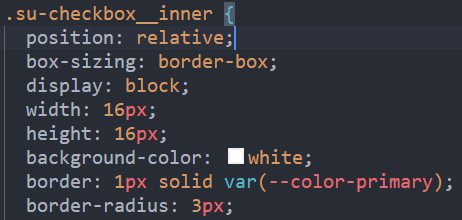 .su-checkbox__inner {
position: relative;
box-sizing: border-box;
display: block;
width: 16px;
height: 16px;
background-color: white;
border: 1px solid var(--color-primary);
border-radius: 3px;